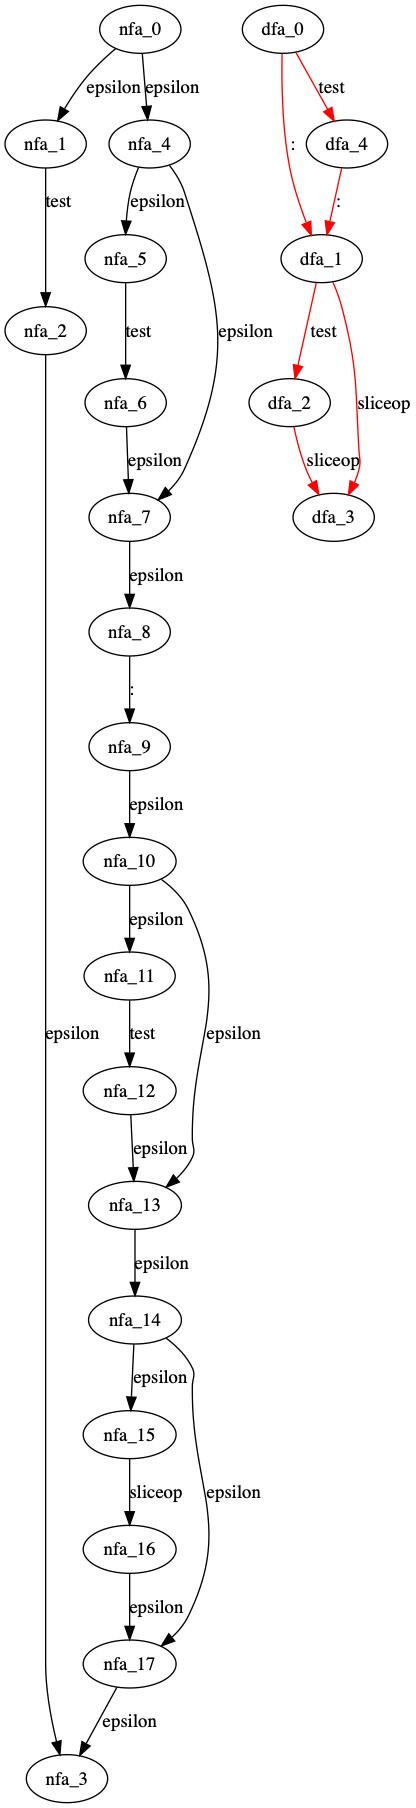 nfa_0 dfa_0
epsilon epsilon test
nfa_1 nfa_4 : dfa_4
test epsilon :
nfa_5 dfa_1
nfa_2 test epsilon test
nfa_6 dfa_2 sliceop
epsilon sliceop
nfa_7 dfa_3
epsilon
nfa_8
:
nfa_9
epsilon
nfa_10
epsilon
nfa_11
epsilon test epsilon
nfa_12
epsilon
nfa_13
epsilon
nfa_14
epsilon
nfa_15
sliceop epsilon
nfa_16
epsilon
nfa_17
epsilon
nfa_3